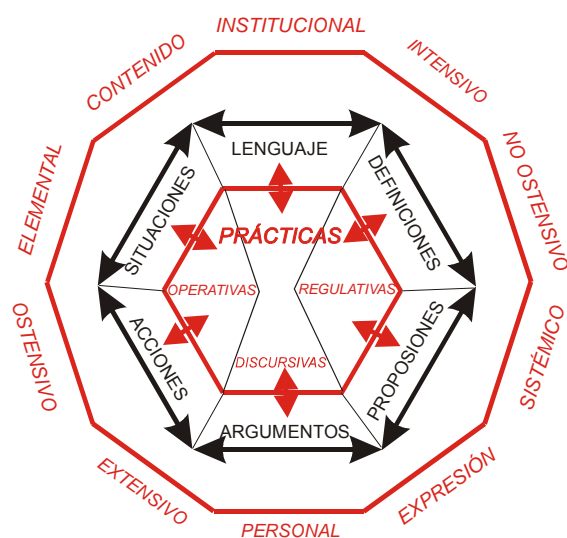 INSTITUCIONAL
CONTENIDO
INTENSIVO
LENGUAJE
ELEMENTAL
SITUACIONES
DEFINICIONES
NO OSTENSIVO
PRÁCTICAS
OPERATIVAS
REGULATIVAS
OSTENSIVO
ACCIONES
DISCURSIVAS
PROPOSIONES
SISTÉMICO
ARGUMENTOS
EXTENSIVO
EXPRESIÓN
PERSONAL